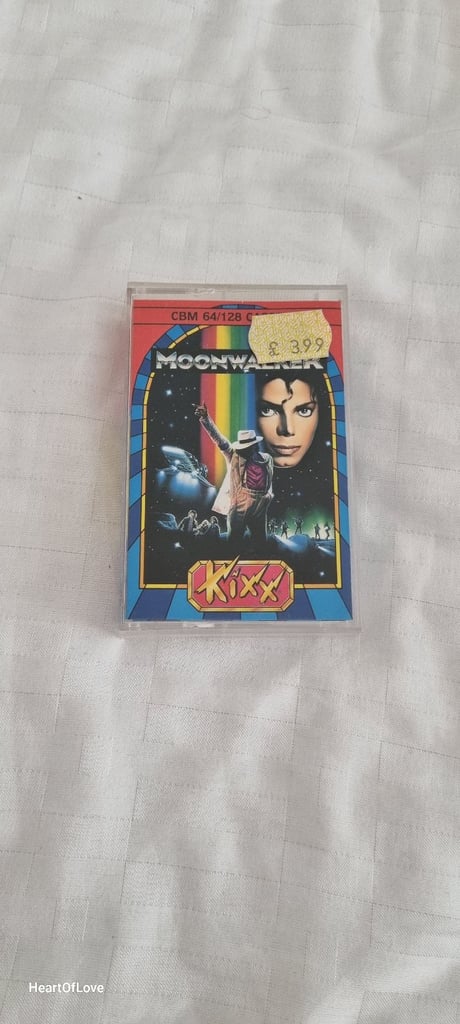 CBM 64/128
£ 3.99
MOONWALKER
Kixx
HeartOfLove